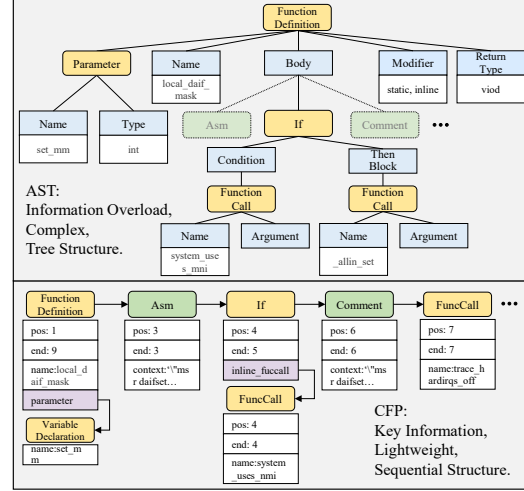 Function
Definition
Parameter
Name
local_daif_
mask
Body
Modifier
static, inline
Return
Type
viod
Name
set_mm
Type
int
Asm
If
Comment
•••
Condition
Then
Block
Function
Call
Function
Call
Name
system_use
s_mni
Argument
Name
_allin_set
Argument
AST:
Information Overload,
Complex,
Tree Structure.
Function
Definition
pos: 1
end: 9
name:local_d
aif_mask
parameter
Variable
Declaration
name:set_m
m
Asm
pos: 3
end: 3
context:'\"ms
r daifset...
If
pos: 4
end: 5
inline_fuccall
FuncCall
pos: 4
end: 4
name:system
_uses_nmi
Comment
pos: 6
end: 6
context:'\"ms
r daifset...
FuncCall
pos: 7
end: 7
name:trace_h
ardirqs_off
•••
CFP:
Key Information,
Lightweight,
Sequential Structure.